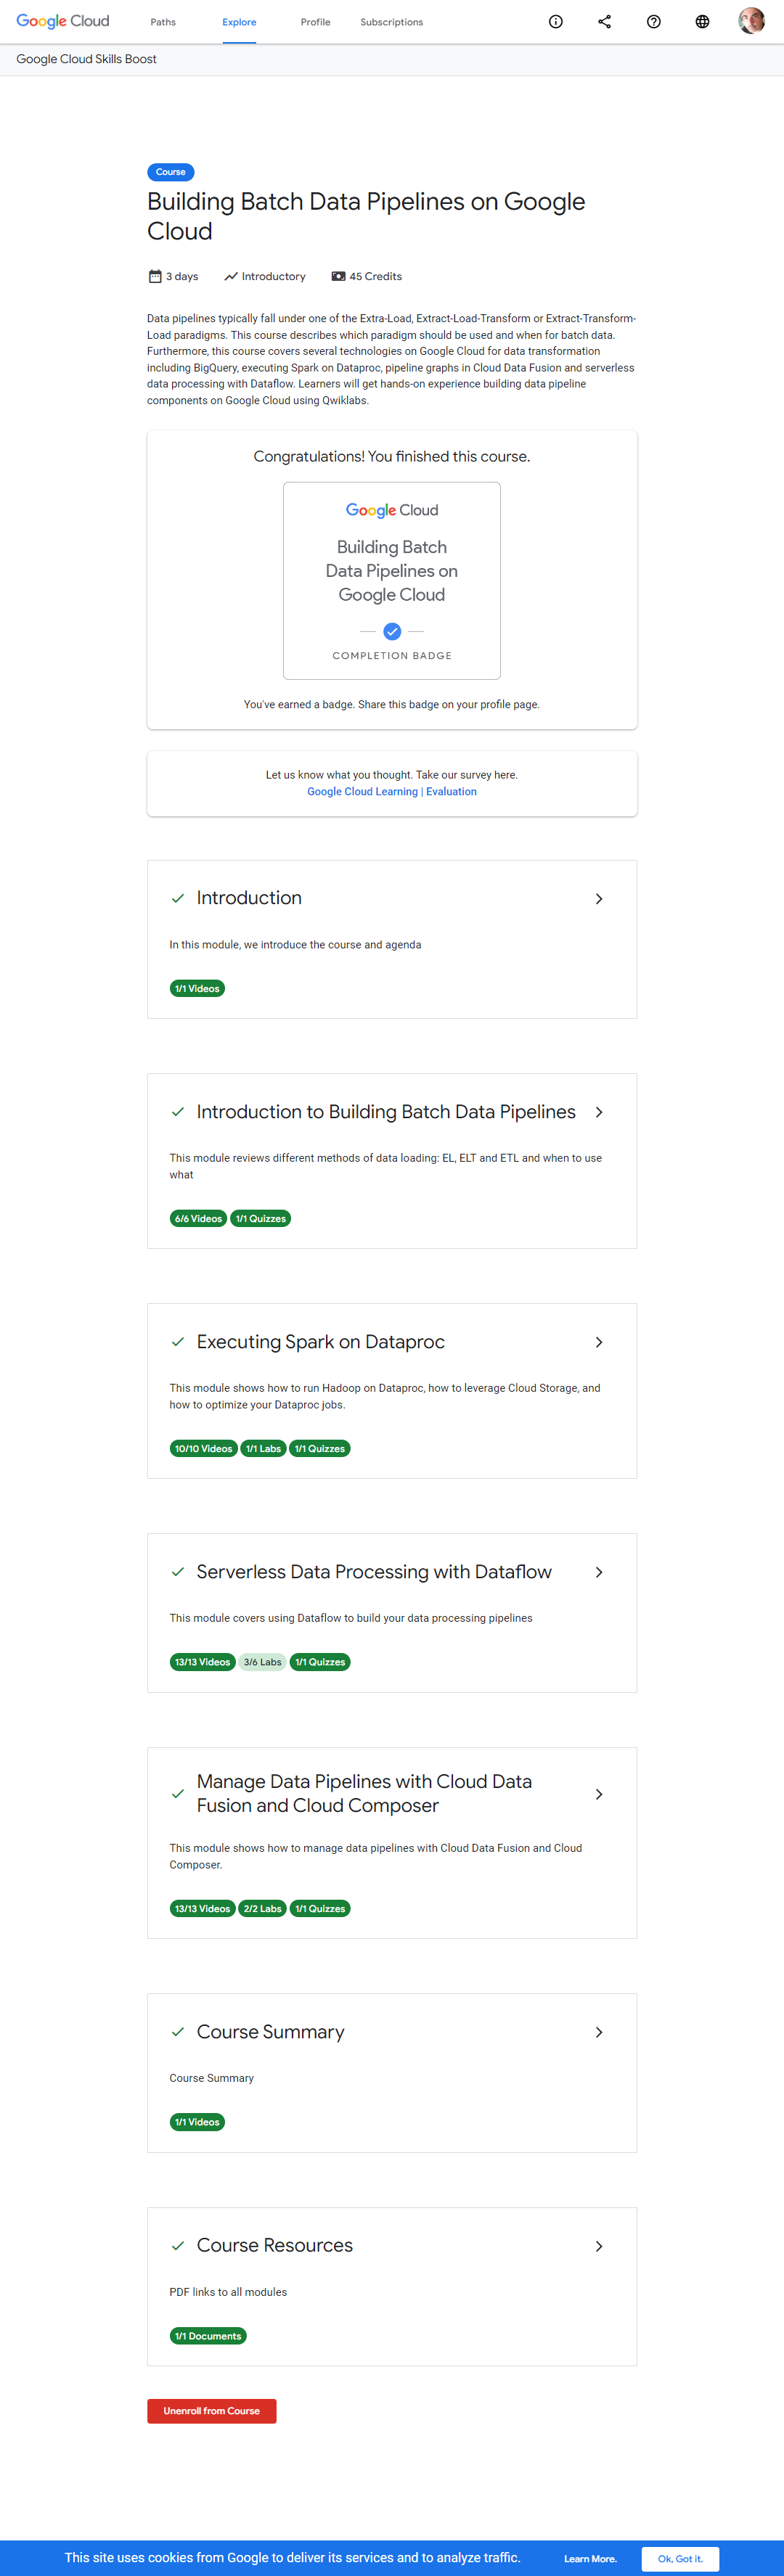 Google Cloud
Paths
Explore
Profile
Subscriptions
Google Cloud Skills Boost
Course
Building Batch Data Pipelines on Google
Cloud
3 days
Introductory
45 Credits
Data pipelines typically fall under one of the Extra-Load, Extract-Load-Transform or Extract-Transform-
Load paradigms. This course describes which paradigm should be used and when for batch data.
Furthermore, this course covers several technologies on Google Cloud for data transformation
including BigQuery, executing Spark on Dataproc, pipeline graphs in Cloud Data Fusion and serverless
data processing with Dataflow. Learners will get hands-on experience building data pipeline
components on Google Cloud using Qwiklabs.
Congratulations! You finished this course.
Google Cloud
Building Batch
Data Pipelines on
Google Cloud
COMPLETION BADGE
You've earned a badge. Share this badge on your profile page.
Let us know what you thought. Take our survey here.
Google Cloud Learning | Evaluation
Introduction
In this module, we introduce the course and agenda
1/1 Videos
Introduction to Building Batch Data Pipelines
This module reviews different methods of data loading: EL, ELT and ETL and when to use
what
6/6 Videos 1/1 Quizzes
Executing Spark on Dataproc
This module shows how to run Hadoop on Dataproc, how to leverage Cloud Storage, and
how to optimize your Dataproc jobs.
10/10 Videos 1/1 Labs 1/1 Quizzes
Serverless Data Processing with Dataflow
This module covers using Dataflow to build your data processing pipelines
13/13 Videos 3/6 Labs 1/1 Quizzes
Manage Data Pipelines with Cloud Data
Fusion and Cloud Composer
This module shows how to manage data pipelines with Cloud Data Fusion and Cloud
Composer.
13/13 Videos 2/2 Labs 1/1 Quizzes
Course Summary
Course Summary
1/1 Videos
Course Resources
PDF links to all modules
1/1 Documents
Unenroll from Course
This site uses cookies from Google to deliver its services and to analyze traffic.
Learn More.
Ok, Got it.